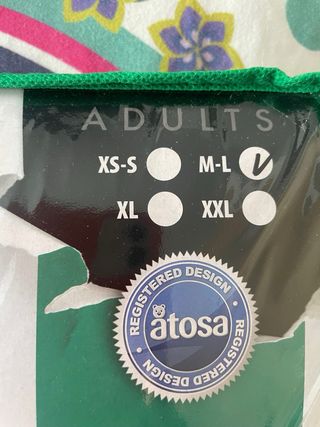 ADULTS
XS-S M-L
XL XXL
REGISTERED DESIGN
atosa
REGISTERED DESIGN